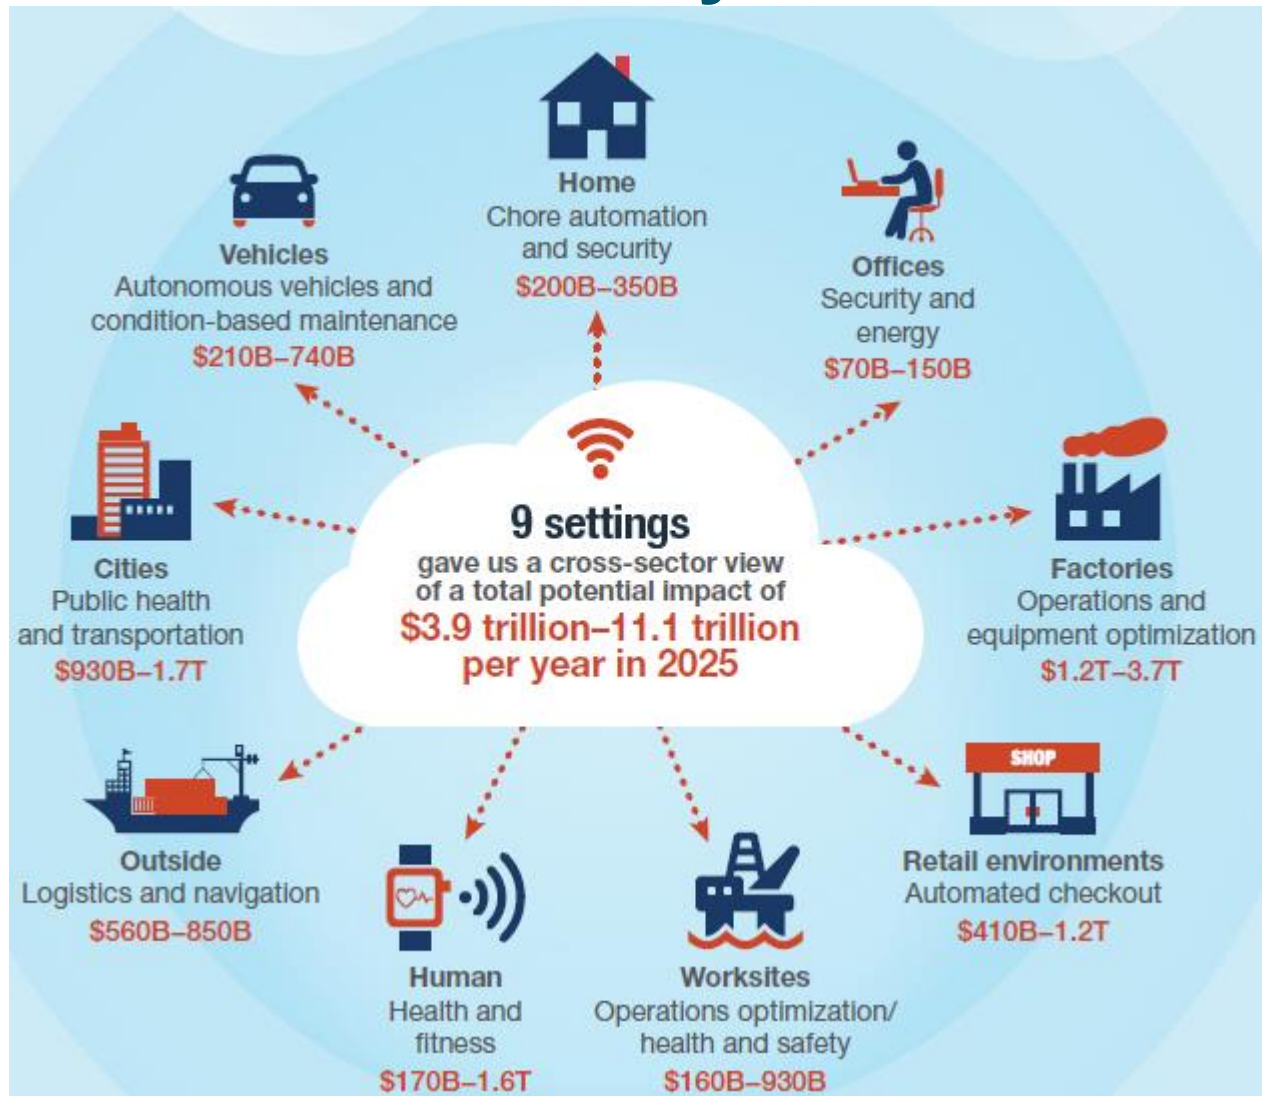 Home
Chore automation
and security
$200B–350B
Vehicles
Autonomous vehicles and
condition-based maintenance
$210B–740B
Offices
Security and
energy
$70B–150B
9 settings
gave us a cross-sector view
of a total potential impact of
$3.9 trillion–11.1 trillion
per year in 2025
Cities
Public health
and transportation
$930B–1.7T
Factories
Operations and
equipment optimization
$1.2T–3.7T
Outside
Logistics and navigation
$560B–850B
SHOP
Retail environments
Automated checkout
$410B–1.2T
Human
Health and
fitness
$170B–1.6T
Worksites
Operations optimization/
health and safety
$160B–930B